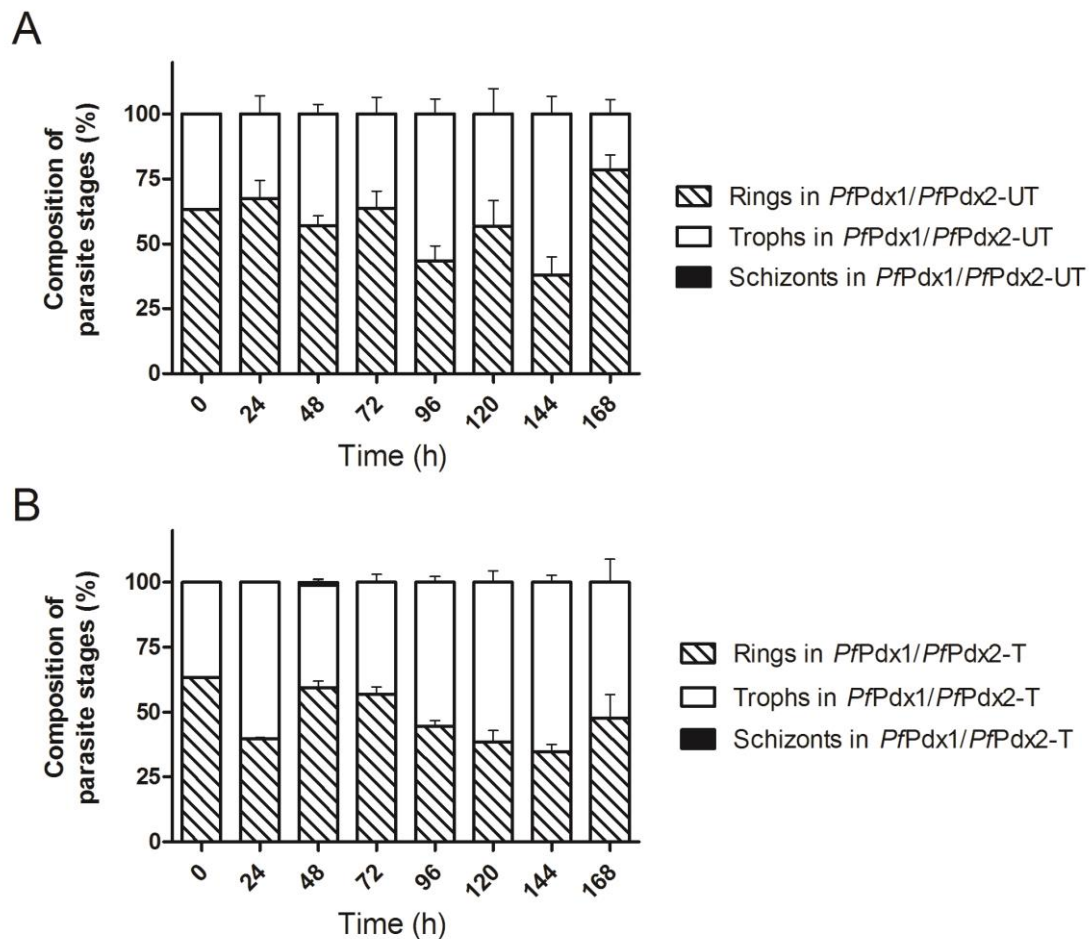 A
Composition of
parasite stages (%)
100
75
50
25
0
0 24 48 72 96 120 144 168
Time (h)
Rings in PfPdx1/PfPdx2-UT
Trophs in PfPdx1/PfPdx2-UT
Schizonts in PfPdx1/PfPdx2-UT
B
Composition of
parasite stages (%)
100
75
50
25
0
0 24 48 72 96 120 144 168
Time (h)
Rings in PfPdx1/PfPdx2-T
Trophs in PfPdx1/PfPdx2-T
Schizonts in PfPdx1/PfPdx2-T